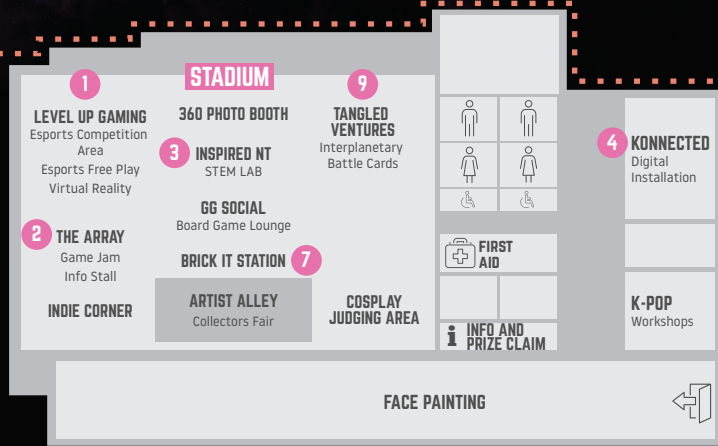 STADIUM
1
LEVEL UP GAMING
Esports Competition
Area
Esports Free Play
Virtual Reality
2
THE ARRAY
Game Jam
Info Stall
INDIE CORNER
360 PHOTO BOOTH
3
INSPIRED NT
STEM LAB
GG SOCIAL
Board Game Lounge
BRICK IT STATION
7
ARTIST ALLEY
Collectors Fair
9
TANGLED
VENTURES
Interplanetary
Battle Cards
COSPLAY
JUDGING AREA
FIRST
AID
i
INFO AND
PRIZE CLAIM
4
KONNECTED
Digital
Installation
K-POP
Workshops
FACE PAINTING